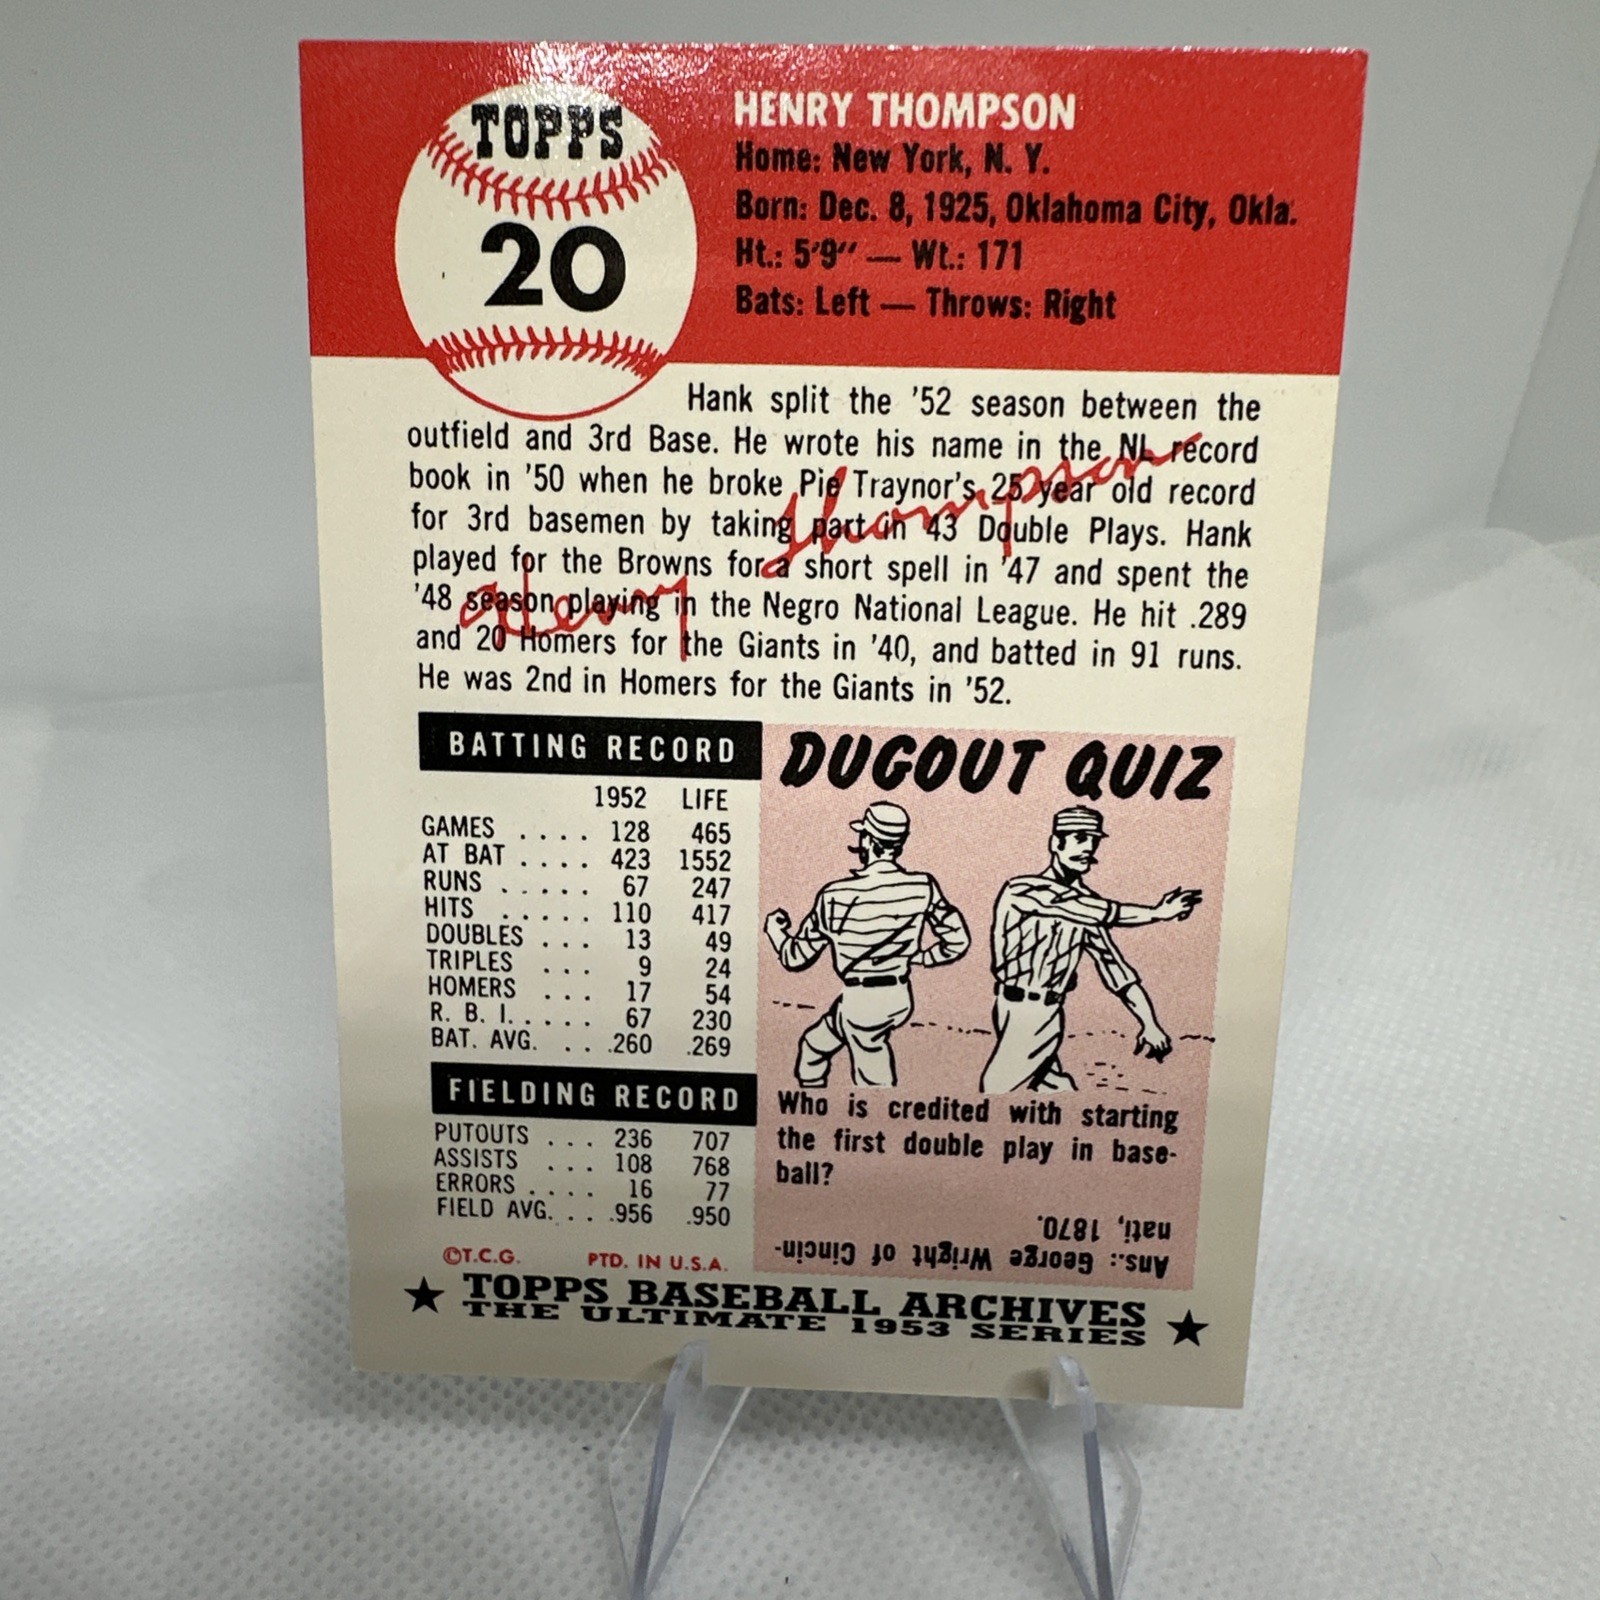 TOPPS
20
HENRY THOMPSON
Home: New York, N. Y.
Born: Dec. 8, 1925, Oklahoma City, Okla.
Ht.: 5'9" — Wt.: 171
Bats: Left — Throws: Right
Hank split the '52 season between the
outfield and 3rd Base. He wrote his name in the NL record
book in '50 when he broke Pie Traynor's 25 year old record
for 3rd basemen by taking part in 43 Double Plays. Hank
played for the Browns for a short spell in '47 and spent the
'48 season playing in the Negro National League. He hit .289
and 20 Homers for the Giants in '40, and batted in 91 runs.
He was 2nd in Homers for the Giants in '52.
Henry Thompson
BATTING RECORD
1952 LIFE
GAMES .... 128 465
AT BAT .... 423 1552
RUNS ..... 67 247
HITS ..... 110 417
DOUBLES ... 13 49
TRIPLES ... 9 24
HOMERS ... 17 54
R. B. I. .... 67 230
BAT. AVG. .. .260 .269
FIELDING RECORD
PUTOUTS ... 236 707
ASSISTS ... 108 768
ERRORS .... 16 77
FIELD AVG. .. .956 .950
©T.C.G. PTD. IN U.S.A.
DUGOUT QUIZ
Who is credited with starting
the first double play in base-
ball?
Ans.: George Wright of Cincin-
nati, 1870.
★ TOPPS BASEBALL ARCHIVES ★
THE ULTIMATE 1953 SERIES